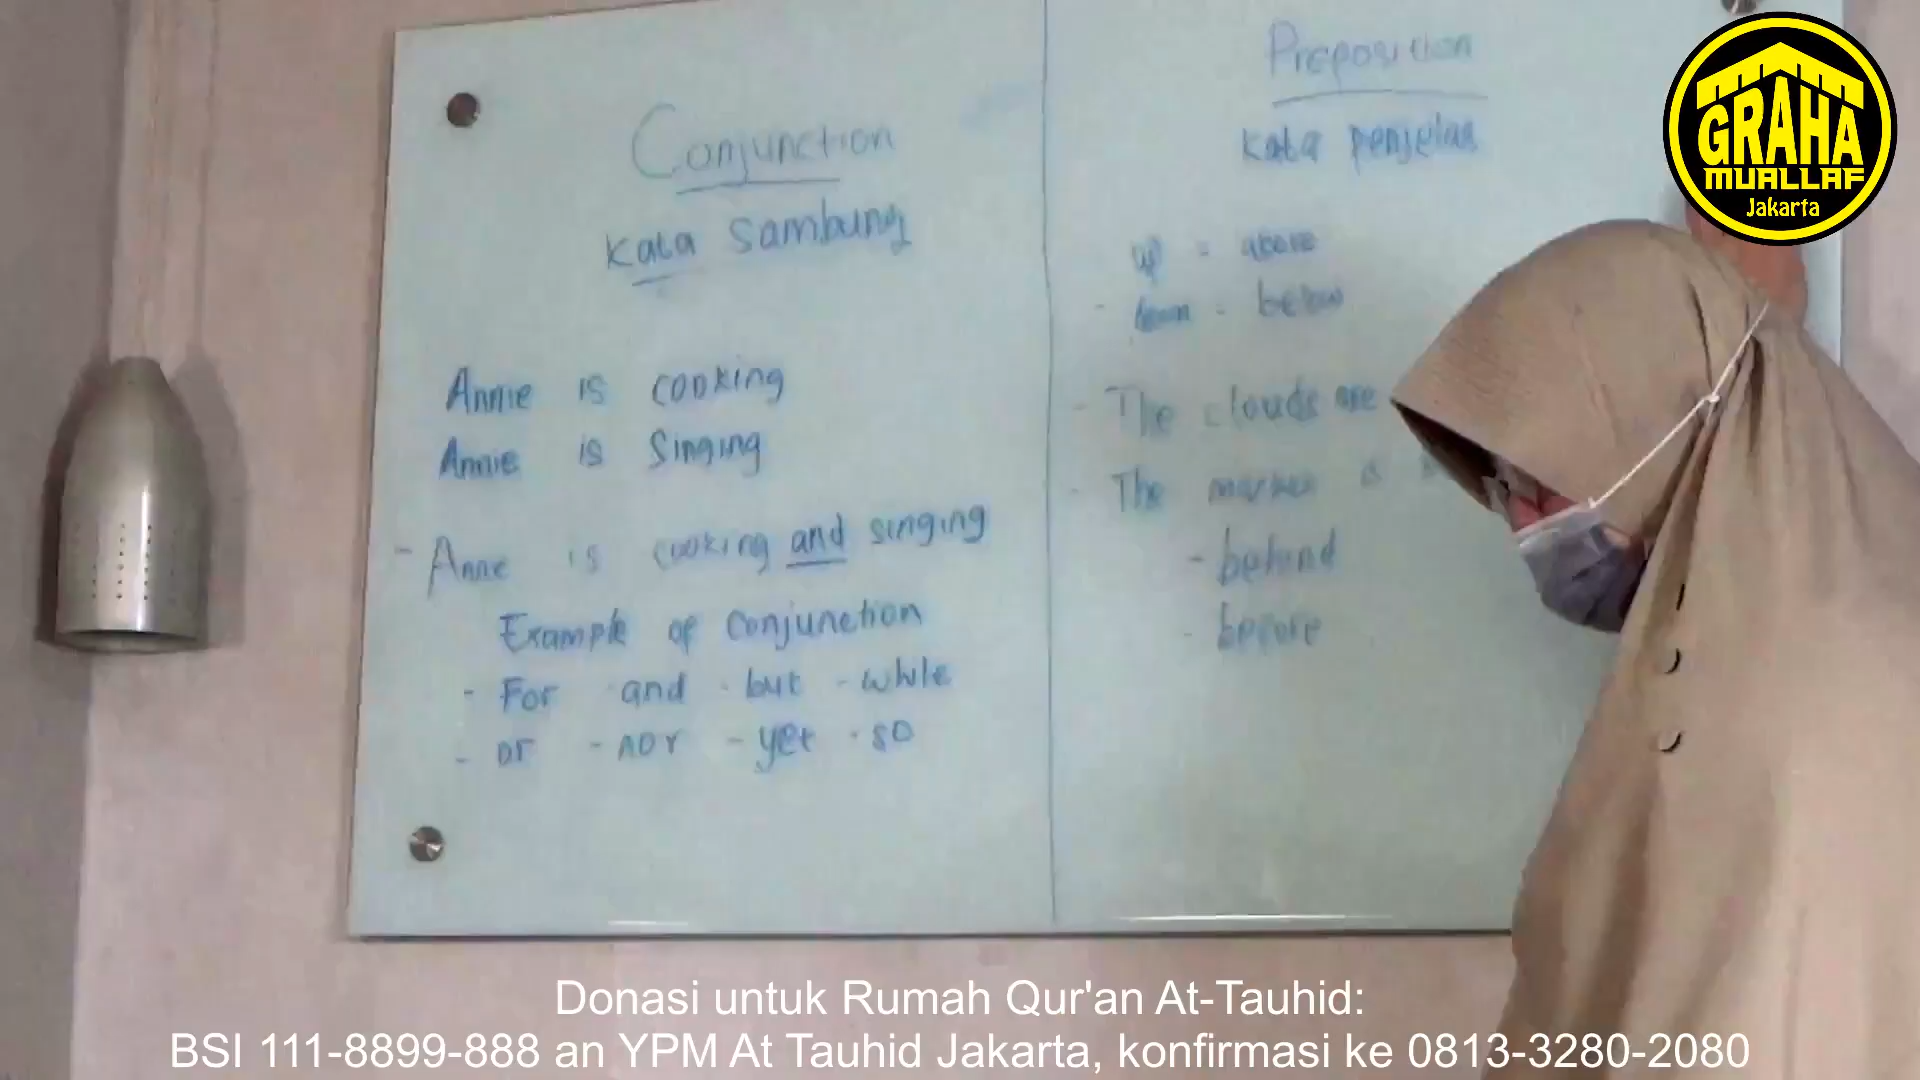 Conjunction
Kata Sambung
Annie is cooking
Annie is Singing
- Annie is cooking and singing
Example of Conjunction
- For - and - but - while
- or - nor - yet - so
Preposition
kata penjelas
up = above
- down = below
- The clouds are
- The marker is
- behind
- before
GRAHA
MUALLAF
Jakarta
Donasi untuk Rumah Qur'an At-Tauhid:
BSI 111-8899-888 an YPM At Tauhid Jakarta, konfirmasi ke 0813-3280-2080